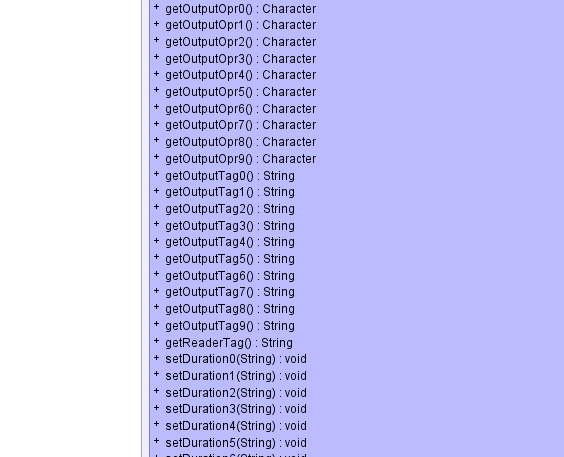 + getOutputOpr0() : Character
+ getOutputOpr1() : Character
+ getOutputOpr2() : Character
+ getOutputOpr3() : Character
+ getOutputOpr4() : Character
+ getOutputOpr5() : Character
+ getOutputOpr6() : Character
+ getOutputOpr7() : Character
+ getOutputOpr8() : Character
+ getOutputOpr9() : Character
+ getOutputTag0() : String
+ getOutputTag1() : String
+ getOutputTag2() : String
+ getOutputTag3() : String
+ getOutputTag4() : String
+ getOutputTag5() : String
+ getOutputTag6() : String
+ getOutputTag7() : String
+ getOutputTag8() : String
+ getOutputTag9() : String
+ getReaderTag() : String
+ setDuration0(String) : void
+ setDuration1(String) : void
+ setDuration2(String) : void
+ setDuration3(String) : void
+ setDuration4(String) : void
+ setDuration5(String) : void